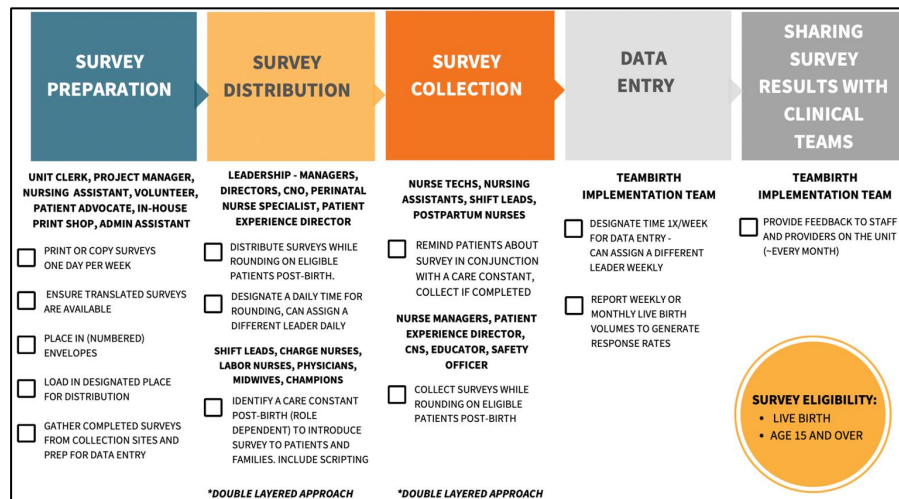 SURVEY
PREPARATION
UNIT CLERK, PROJECT MANAGER,
NURSING ASSISTANT, VOLUNTEER,
PATIENT ADVOCATE, IN-HOUSE
PRINT SHOP, ADMIN ASSISTANT
PRINT OR COPY SURVEYS
ONE DAY PER WEEK
ENSURE TRANSLATED SURVEYS
ARE AVAILABLE
PLACE IN (NUMBERED)
ENVELOPES
LOAD IN DESIGNATED PLACE
FOR DISTRIBUTION
GATHER COMPLETED SURVEYS
FROM COLLECTION SITES AND
PREP FOR DATA ENTRY
SURVEY
DISTRIBUTION
LEADERSHIP - MANAGERS,
DIRECTORS, CNO, PERINATAL
NURSE SPECIALIST, PATIENT
EXPERIENCE DIRECTOR
DISTRIBUTE SURVEYS WHILE
ROUNDING ON ELIGIBLE
PATIENTS POST-BIRTH.
DESIGNATE A DAILY TIME FOR
ROUNDING, CAN ASSIGN A
DIFFERENT LEADER DAILY
SHIFT LEADS, CHARGE NURSES,
LABOR NURSES, PHYSICIANS,
MIDWIVES, CHAMPIONS
IDENTIFY A CARE CONSTANT
POST-BIRTH (ROLE
DEPENDENT) TO INTRODUCE
SURVEY TO PATIENTS AND
FAMILIES. INCLUDE SCRIPTING
*DOUBLE LAYERED APPROACH
SURVEY
COLLECTION
NURSE TECHS, NURSING
ASSISTANTS, SHIFT LEADS,
POSTPARTUM NURSES
REMIND PATIENTS ABOUT
SURVEY IN CONJUNCTION
WITH A CARE CONSTANT,
COLLECT IF COMPLETED
NURSE MANAGERS, PATIENT
EXPERIENCE DIRECTOR,
CNS, EDUCATOR, SAFETY
OFFICER
COLLECT SURVEYS WHILE
ROUNDING ON ELIGIBLE
PATIENTS POST-BIRTH
*DOUBLE LAYERED APPROACH
DATA
ENTRY
TEAMBIRTH
IMPLEMENTATION TEAM
DESIGNATE TIME 1X/WEEK
FOR DATA ENTRY -
CAN ASSIGN A DIFFERENT
LEADER WEEKLY
REPORT WEEKLY OR
MONTHLY LIVE BIRTH
VOLUMES TO GENERATE
RESPONSE RATES
SHARING
SURVEY
RESULTS WITH
CLINICAL
TEAMS
TEAMBIRTH
IMPLEMENTATION TEAM
PROVIDE FEEDBACK TO STAFF
AND PROVIDERS ON THE UNIT
(~EVERY MONTH)
SURVEY ELIGIBILITY:
• LIVE BIRTH
• AGE 15 AND OVER